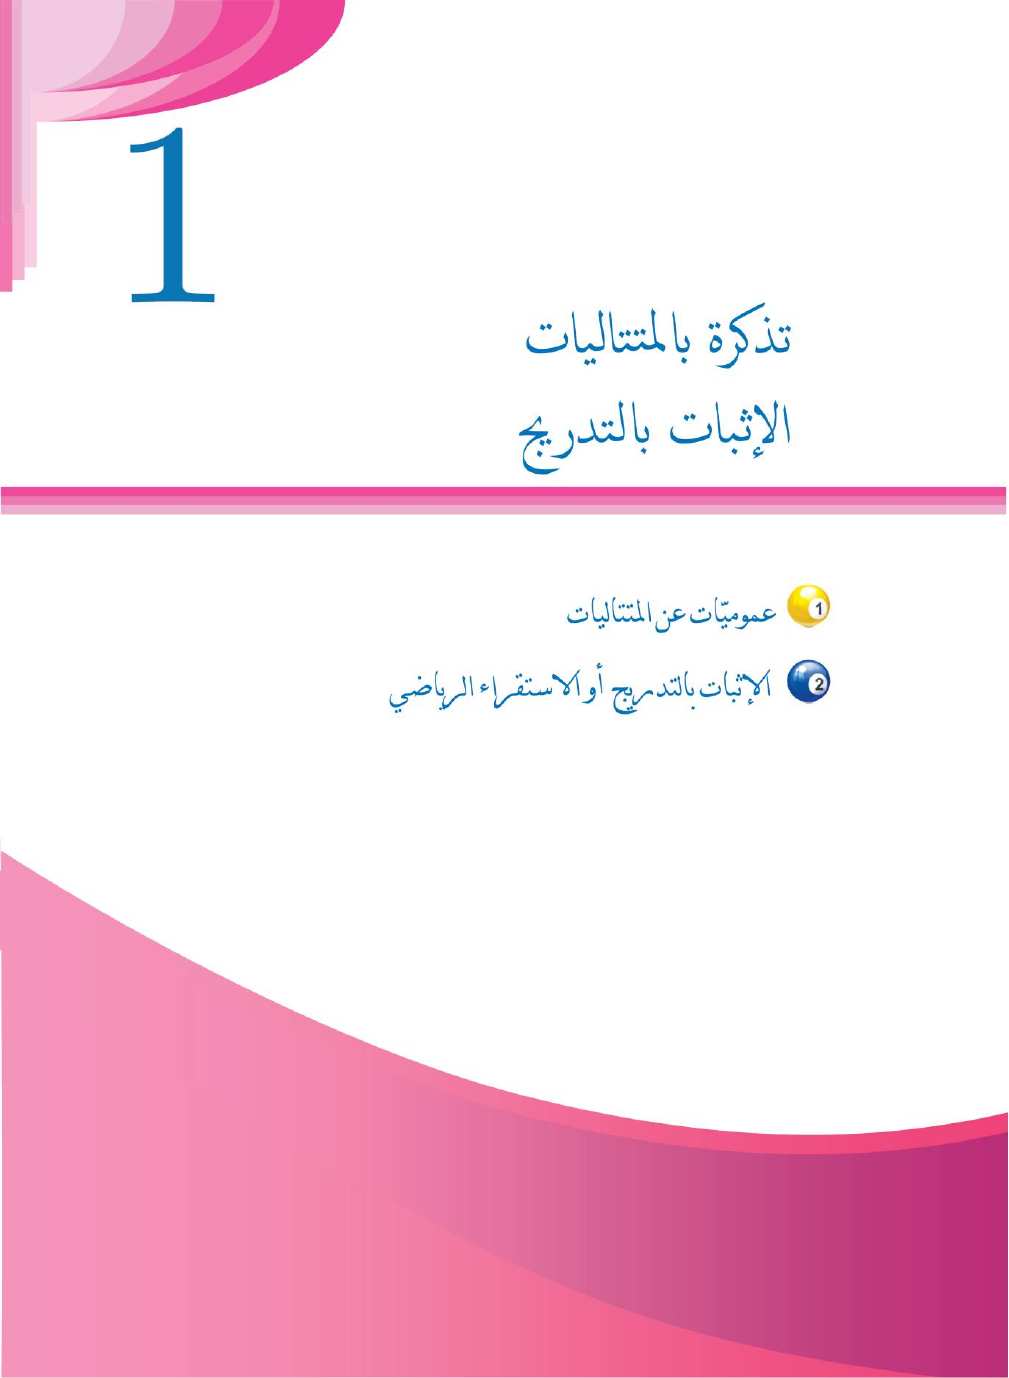 1
تذكرة بالمتتاليات
الإثبات بالتدريج
1 عموميّات عن المتتاليات
2 الإثبات بالتدريج أو الاستقراء الرياضي